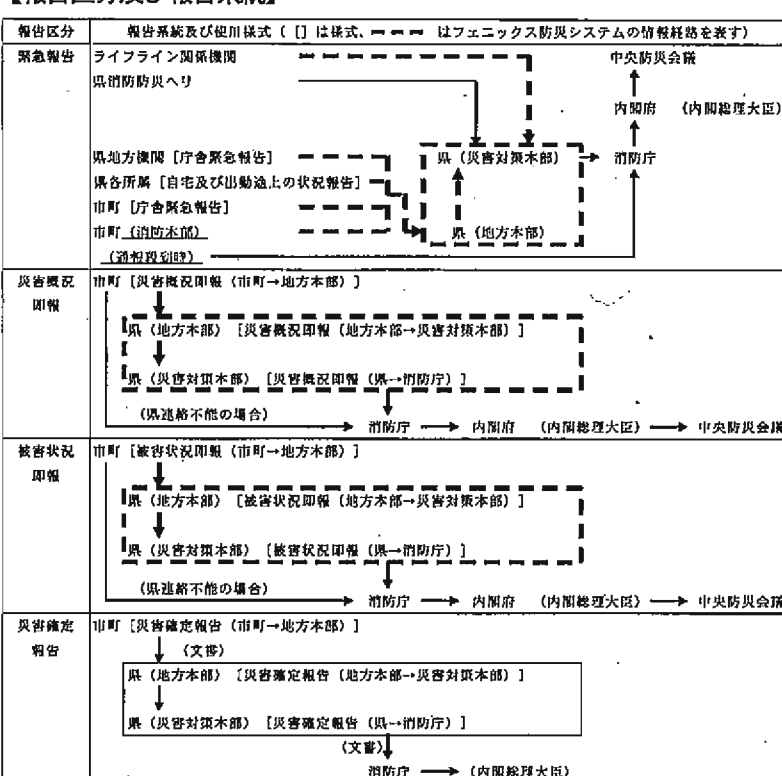 報告区分 報告系統及び使用様式（［］は様式、 はフェニックス防災システムの情報経路を表す）
緊急報告 ライフライン関係機関 中央防災会議
県消防防災ヘリ
内閣府 （内閣総理大臣）
県地方機関［庁舎緊急報告］ 県（災害対策本部） → 消防庁
県各所属［自宅及び出勤途上の状況報告］
市町［庁舎緊急報告］
市町（消防本部） 県（地方本部）
（通報殺到時）
災害概況 市町［災害概況即報（市町→地方本部）］
即報
県（地方本部）［災害概況即報（地方本部→災害対策本部）］
県（災害対策本部）［災害概況即報（県→消防庁）］
（県連絡不能の場合）
消防庁 → 内閣府 （内閣総理大臣） → 中央防災会議
被害状況 市町［被害状況即報（市町→地方本部）］
即報
県（地方本部）［被害状況即報（地方本部→災害対策本部）］
県（災害対策本部）［被害状況即報（県→消防庁）］
（県連絡不能の場合）
消防庁 → 内閣府 （内閣総理大臣） → 中央防災会議
災害確定 市町［災害確定報告（市町→地方本部）］
報告 （文書）
県（地方本部）［災害確定報告（地方本部→災害対策本部）］
県（災害対策本部）［災害確定報告（県→消防庁）］
（文書）
消防庁 → （内閣総理大臣）